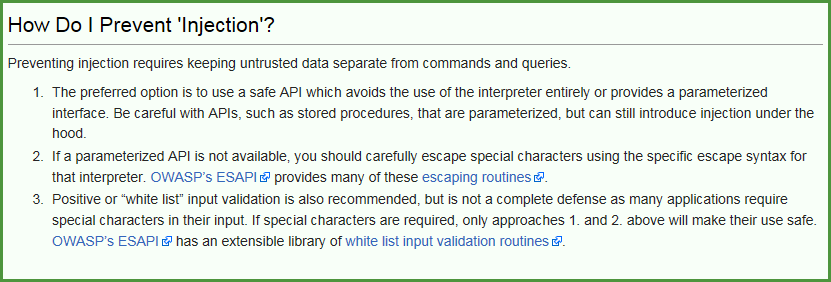 How Do I Prevent 'Injection'?
Preventing injection requires keeping untrusted data separate from commands and queries.
1. The preferred option is to use a safe API which avoids the use of the interpreter entirely or provides a parameterized
interface. Be careful with APIs, such as stored procedures, that are parameterized, but can still introduce injection under the
hood.
2. If a parameterized API is not available, you should carefully escape special characters using the specific escape syntax for
that interpreter. OWASP's ESAPI provides many of these escaping routines.
3. Positive or “white list” input validation is also recommended, but is not a complete defense as many applications require
special characters in their input. If special characters are required, only approaches 1. and 2. above will make their use safe.
OWASP's ESAPI has an extensible library of white list input validation routines.